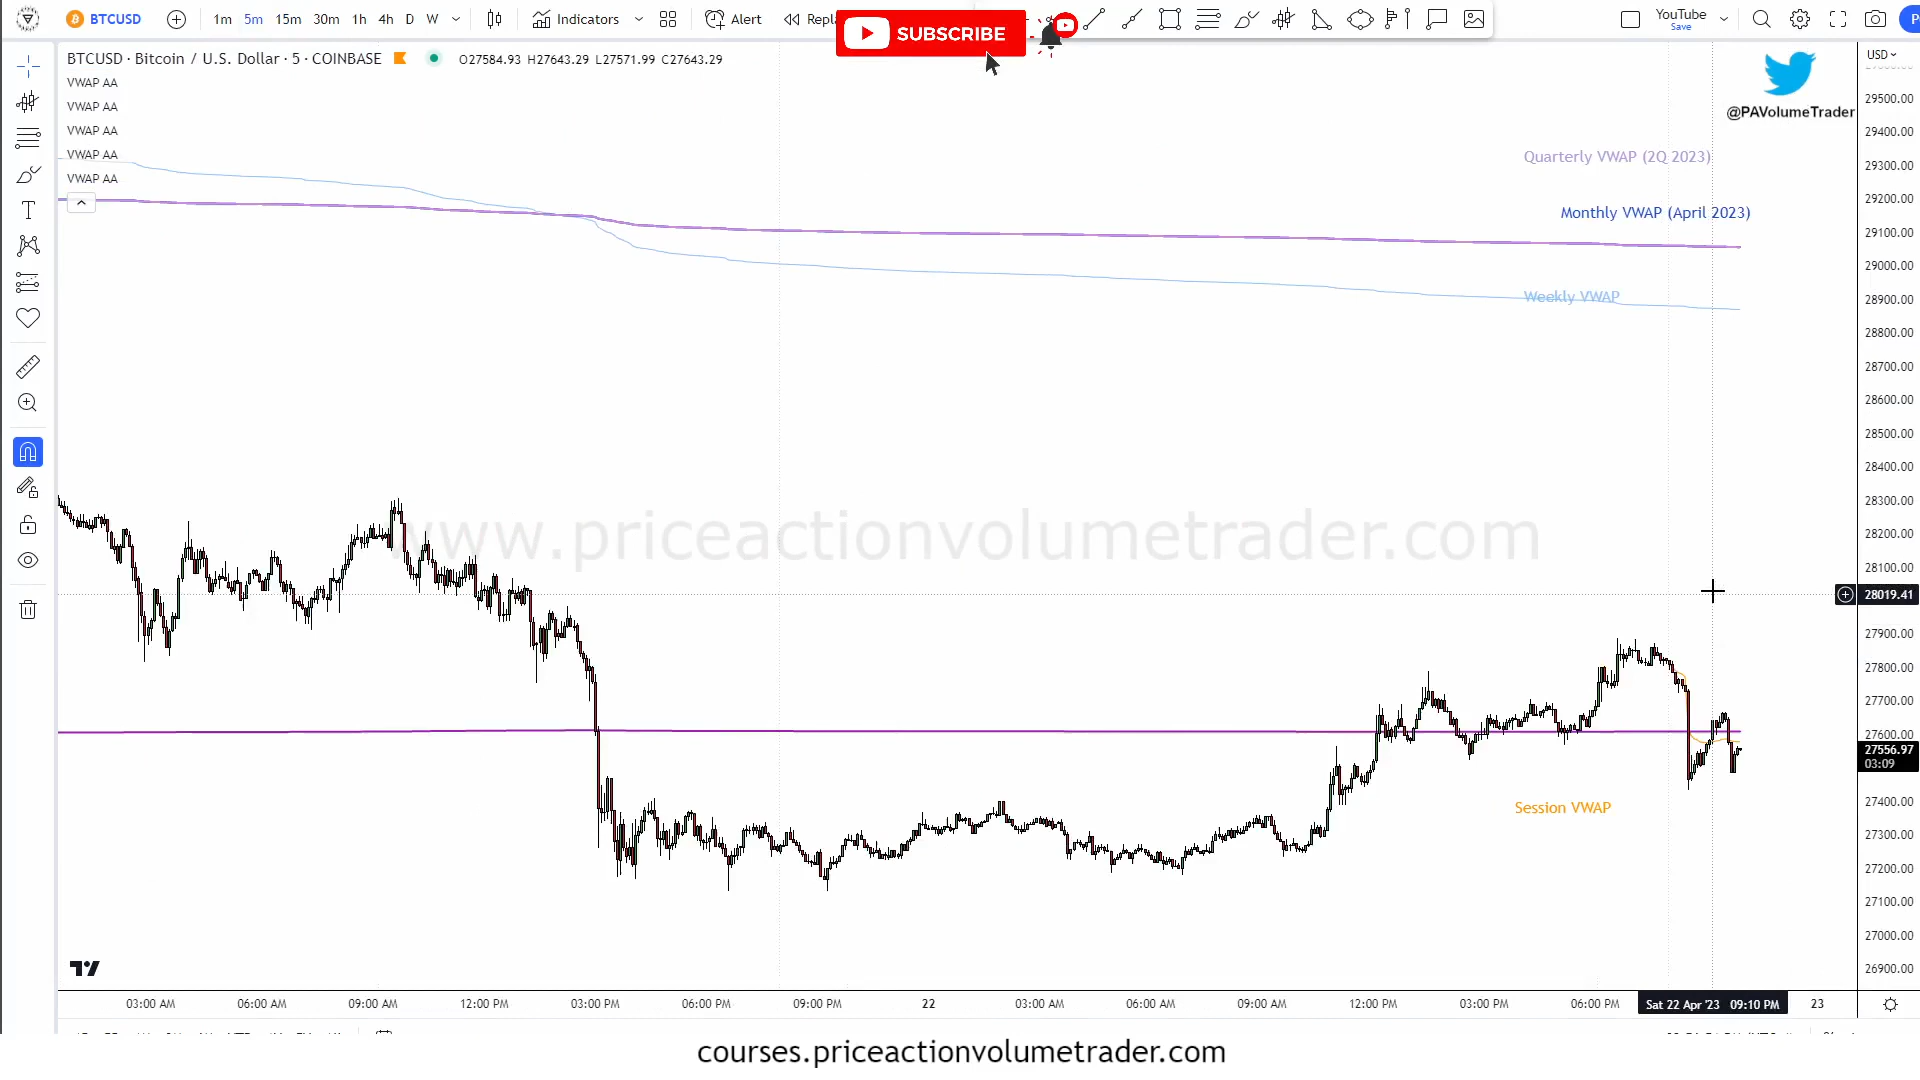 BTCUSD 1m 5m 15m 30m 1h 4h D W Indicators Alert YouTube
Save
SUBSCRIBE
BTCUSD · Bitcoin / U.S. Dollar · 5 · COINBASE O27584.93 H27643.29 L27571.99 C27643.29
USD
VWAP AA
VWAP AA
VWAP AA
VWAP AA
VWAP AA
@PAVolumeTrader
29500.00
29400.00
29300.00
29200.00
29100.00
29000.00
28900.00
28800.00
28700.00
28600.00
28500.00
28400.00
28300.00
28200.00
28100.00
28019.41
27900.00
27800.00
27700.00
27600.00
27556.97
03:09
27400.00
27300.00
27200.00
27100.00
27000.00
26900.00
Quarterly VWAP (2Q 2023)
Monthly VWAP (April 2023)
Weekly VWAP
www.priceactionvolumetrader.com
Session VWAP
03:00 AM 06:00 AM 09:00 AM 12:00 PM 03:00 PM 06:00 PM 09:00 PM 22 03:00 AM 06:00 AM 09:00 AM 12:00 PM 03:00 PM 06:00 PM Sat 22 Apr '23 09:10 PM 23
courses.priceactionvolumetrader.com